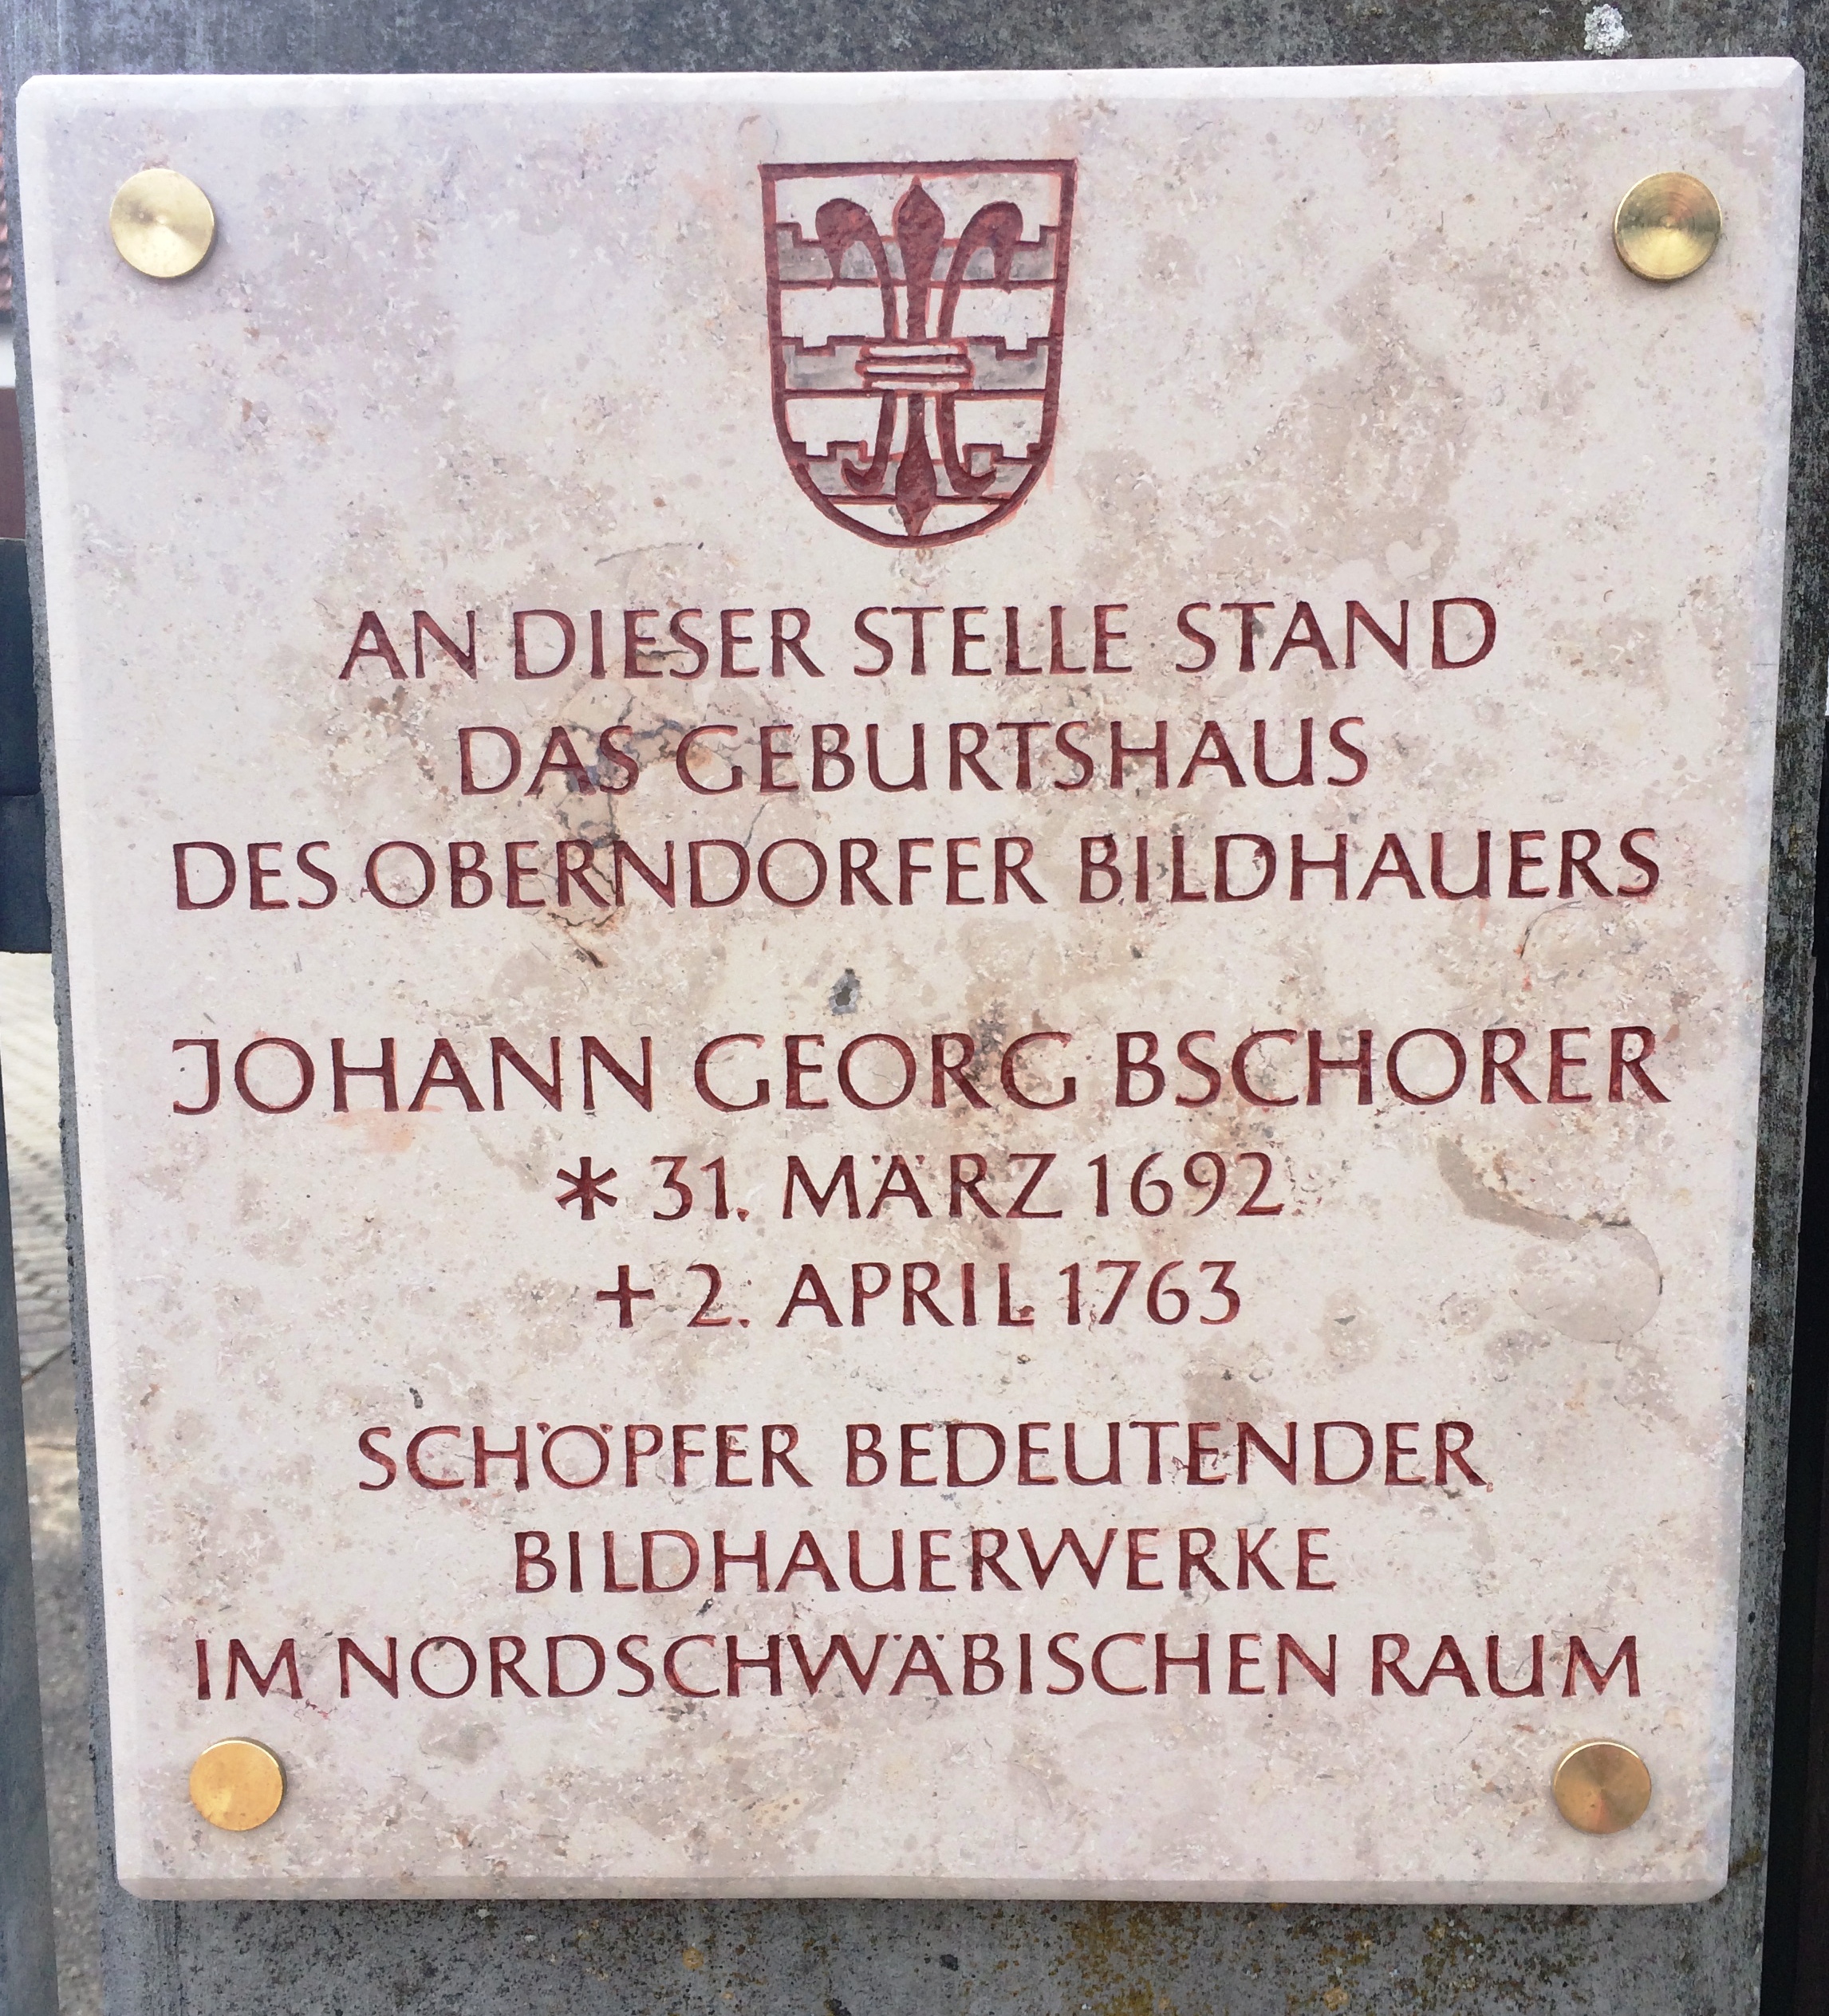 AN DIESER STELLE STAND
DAS GEBURTSHAUS
DES OBERNDORFER BILDHAUERS
JOHANN GEORG BSCHORER
* 31. MÄRZ 1692
+ 2. APRIL 1763
SCHÖPFER BEDEUTENDER
BILDHAUERWERKE
IM NORDSCHWÄBISCHEN RAUM